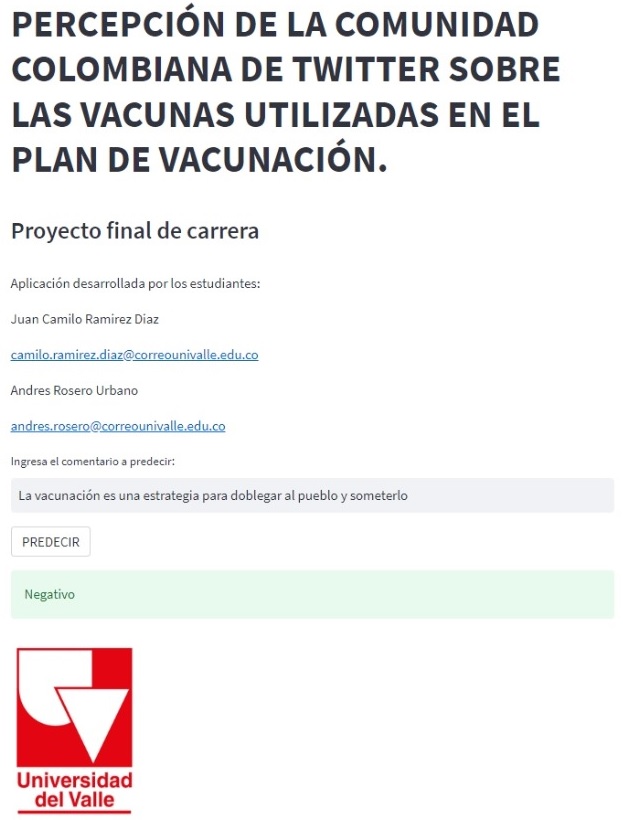 PERCEPCIÓN DE LA COMUNIDAD
COLOMBIANA DE TWITTER SOBRE
LAS VACUNAS UTILIZADAS EN EL
PLAN DE VACUNACIÓN.
Proyecto final de carrera
Aplicación desarrollada por los estudiantes:
Juan Camilo Ramirez Diaz
camilo.ramirez.diaz@correounivalle.edu.co
Andres Rosero Urbano
andres.rosero@correounivalle.edu.co
Ingresa el comentario a predecir:
La vacunación es una estrategia para doblegar al pueblo y someterlo
PREDECIR
Negativo
Universidad
del Valle